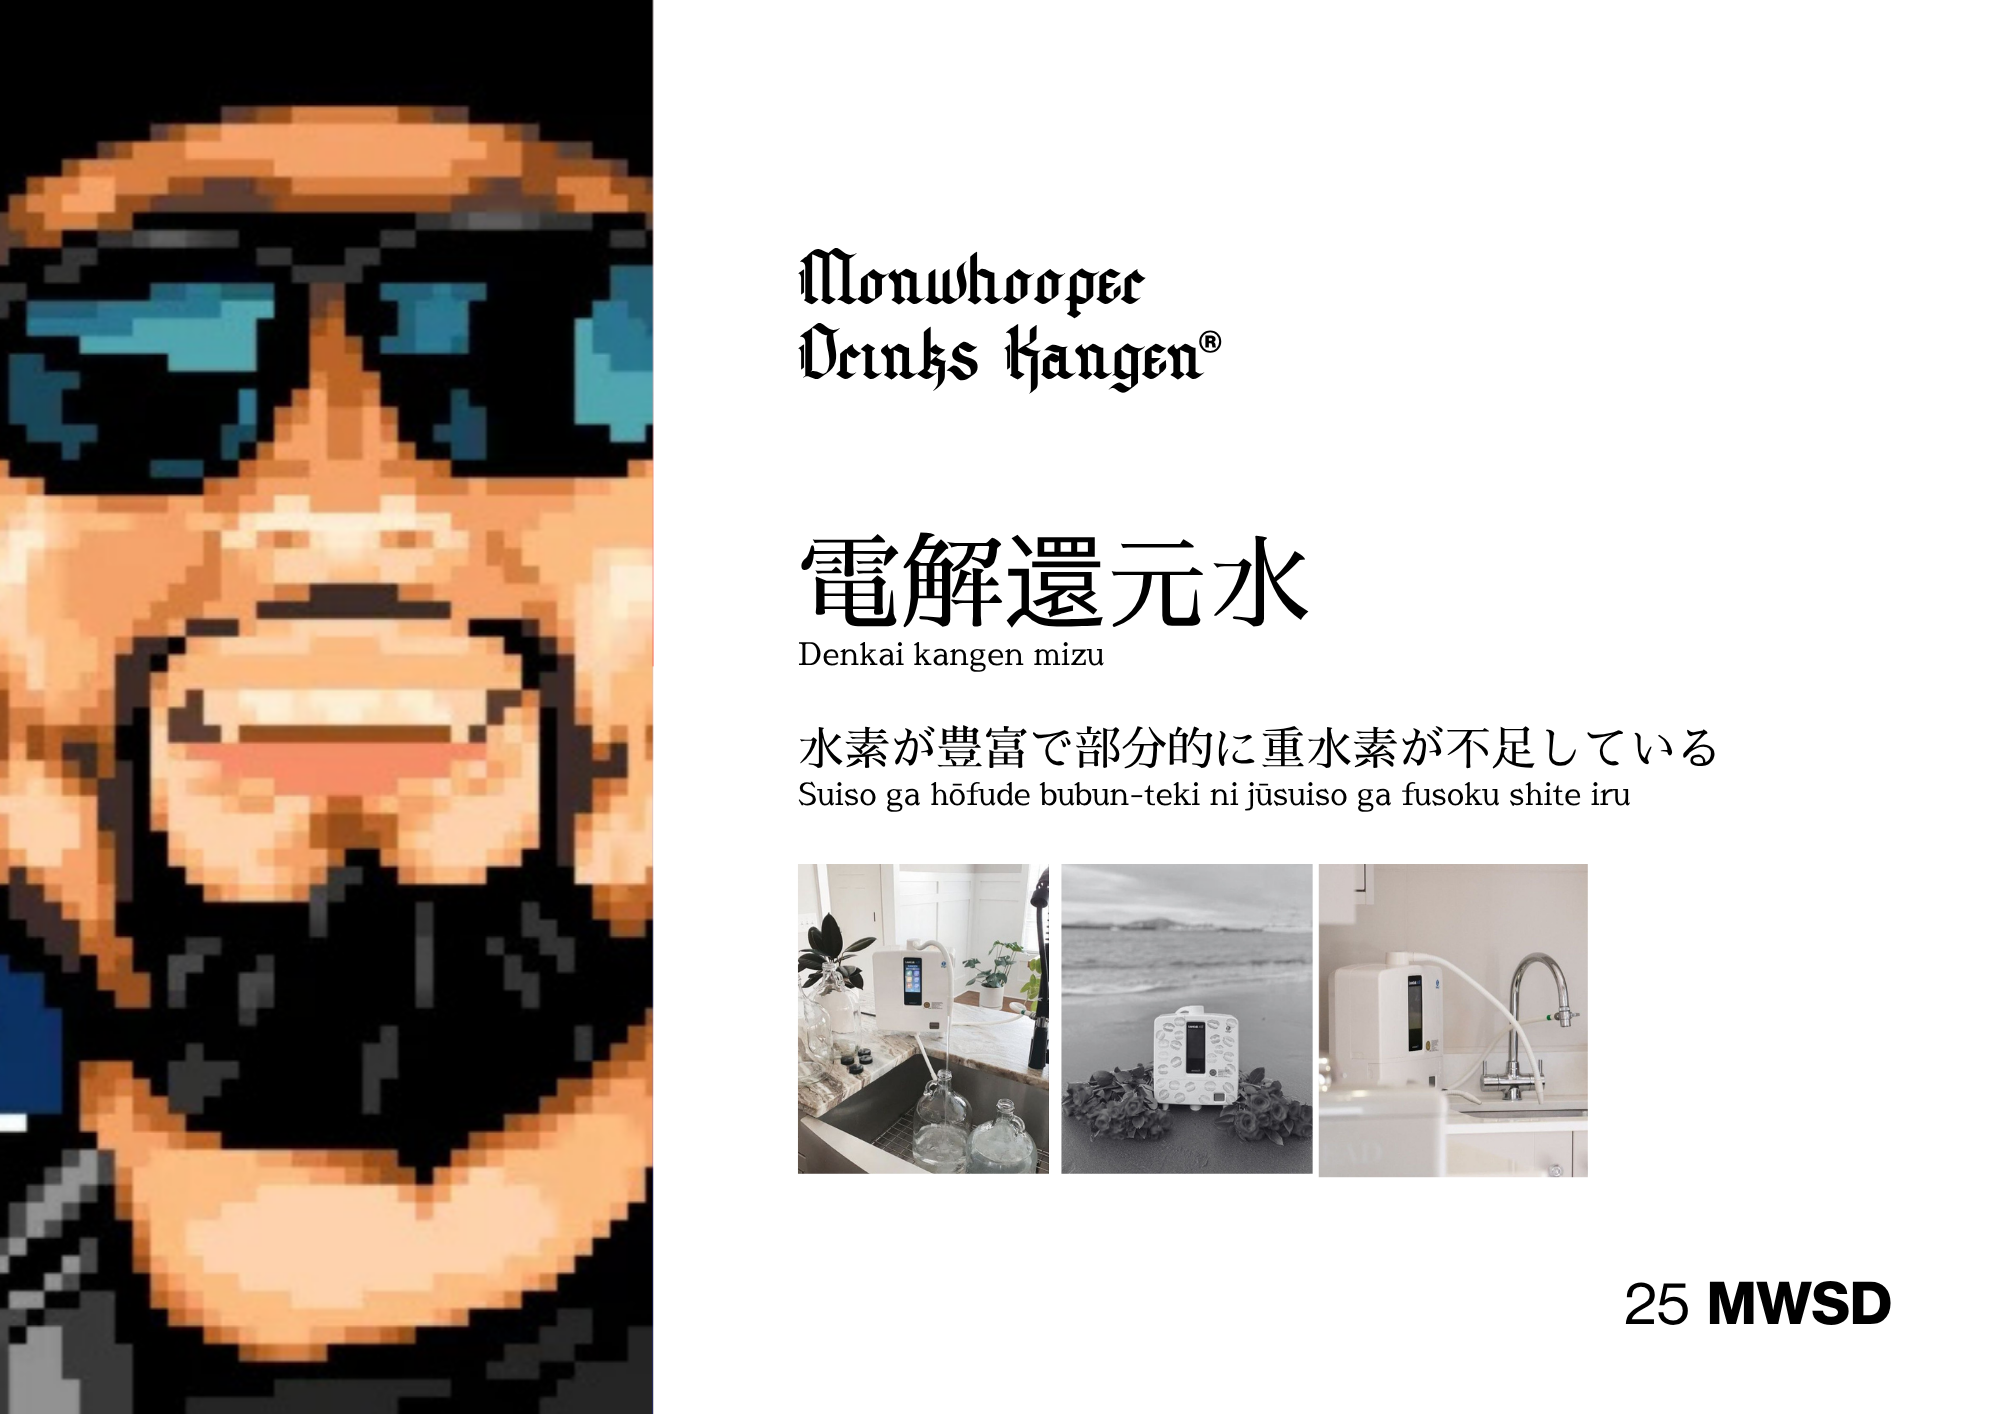 Monwhooper
Drinks Kangen®
電解還元水
Denkai kangen mizu
水素が豊富で部分的に重水素が不足している
Suiso ga hōfude bubun-teki ni jūsuiso ga fusoku shite iru
25 MWSD